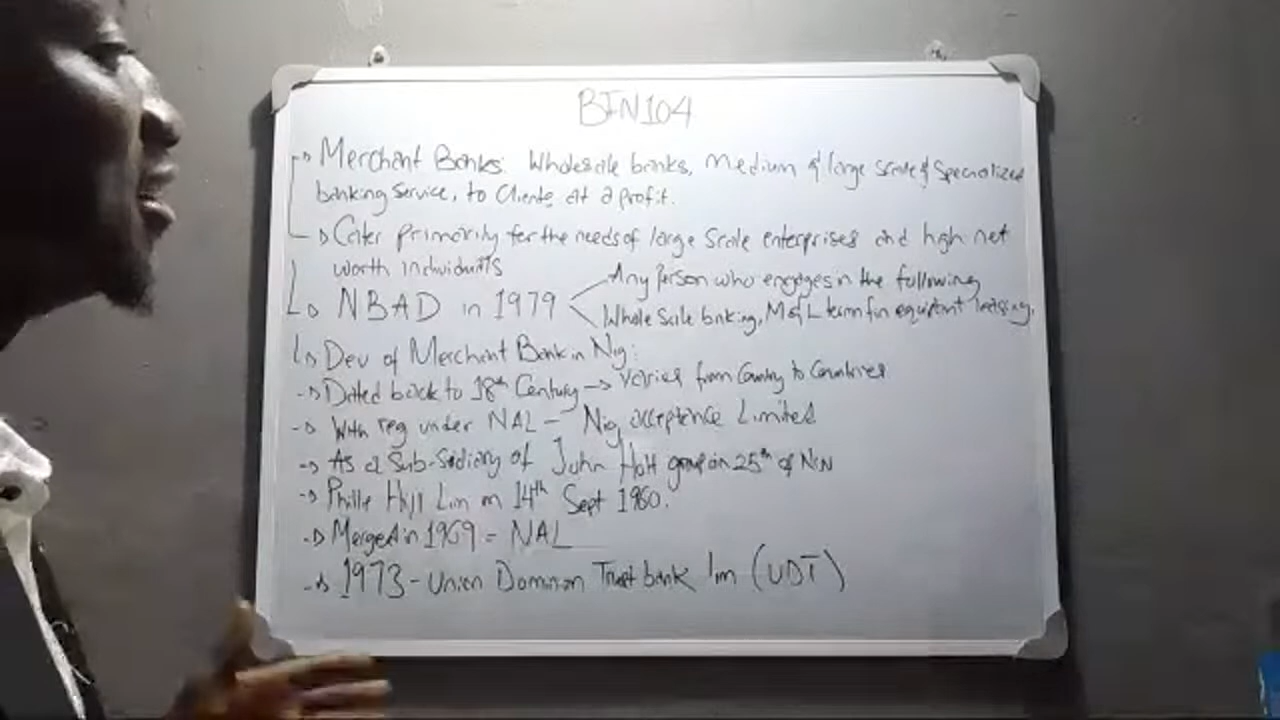 BFN104
Merchant Banks: Wholesale banks, Medium & large scale & Specialized
banking Service, to Clients at a profit.
Cater primarily for the needs of large Scale enterprises and high net
worth individuals
NBAD in 1979
Any Person who engages in the following
Whole Sale banking, M & L term fin equipment leasing.
Dev of Merchant Bank in Nig:
Dated back to 18th Century → Varies from Country to Countries
With reg under NAL - Nig acceptance Limited
As a Sub-Sidiary of John Holt group on 25th of Nov
Hill Lim on 14th Sept 1960.
Merged in 1969 = NAL
1973 - Union Dominion Trust bank lim (UDT)